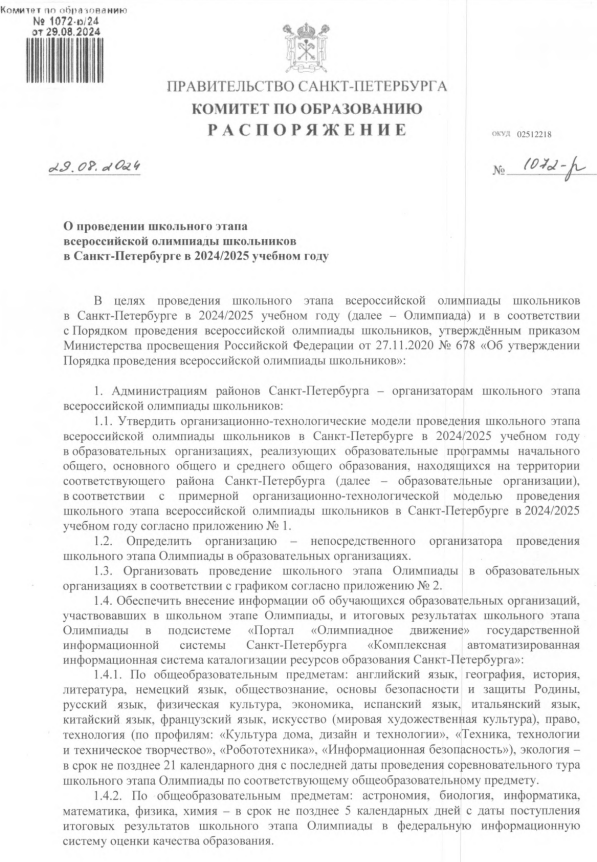 Комитет по образованию
№ 1072-р/24
от 29.08.2024
ПРАВИТЕЛЬСТВО САНКТ-ПЕТЕРБУРГА
КОМИТЕТ ПО ОБРАЗОВАНИЮ
РАСПОРЯЖЕНИЕ
ОКУД 02512218
29.08.2024
№ 1072-р
О проведении школьного этапа
всероссийской олимпиады школьников
в Санкт-Петербурге в 2024/2025 учебном году
В целях проведения школьного этапа всероссийской олимпиады школьников
в Санкт-Петербурге в 2024/2025 учебном году (далее – Олимпиада) и в соответствии
с Порядком проведения всероссийской олимпиады школьников, утверждённым приказом
Министерства просвещения Российской Федерации от 27.11.2020 № 678 «Об утверждении
Порядка проведения всероссийской олимпиады школьников»:
1. Администрациям районов Санкт-Петербурга – организаторам школьного этапа
всероссийской олимпиады школьников:
1.1. Утвердить организационно-технологические модели проведения школьного этапа
всероссийской олимпиады школьников в Санкт-Петербурге в 2024/2025 учебном году
в образовательных организациях, реализующих образовательные программы начального
общего, основного общего и среднего общего образования, находящихся на территории
соответствующего района Санкт-Петербурга (далее – образовательные организации),
в соответствии с примерной организационно-технологической моделью проведения
школьного этапа всероссийской олимпиады школьников в Санкт-Петербурге в 2024/2025
учебном году согласно приложению № 1.
1.2. Определить организацию – непосредственного организатора проведения
школьного этапа Олимпиады в образовательных организациях.
1.3. Организовать проведение школьного этапа Олимпиады в образовательных
организациях в соответствии с графиком согласно приложению № 2.
1.4. Обеспечить внесение информации об обучающихся образовательных организаций,
участвовавших в школьном этапе Олимпиады, и итоговых результатах школьного этапа
Олимпиады в подсистеме «Портал «Олимпиадное движение» государственной
информационной системы Санкт-Петербурга «Комплексная автоматизированная
информационная система каталогизации ресурсов образования Санкт-Петербурга»:
1.4.1. По общеобразовательным предметам: английский язык, география, история,
литература, немецкий язык, обществознание, основы безопасности и защиты Родины,
русский язык, физическая культура, экономика, испанский язык, итальянский язык,
китайский язык, французский язык, искусство (мировая художественная культура), право,
технология (по профилям: «Культура дома, дизайн и технологии», «Техника, технологии
и техническое творчество», «Робототехника», «Информационная безопасность»), экология –
в срок не позднее 21 календарного дня с последней даты проведения соревновательного тура
школьного этапа Олимпиады по соответствующему общеобразовательному предмету.
1.4.2. По общеобразовательным предметам: астрономия, биология, информатика,
математика, физика, химия – в срок не позднее 5 календарных дней с даты поступления
итоговых результатов школьного этапа Олимпиады в федеральную информационную
систему оценки качества образования.